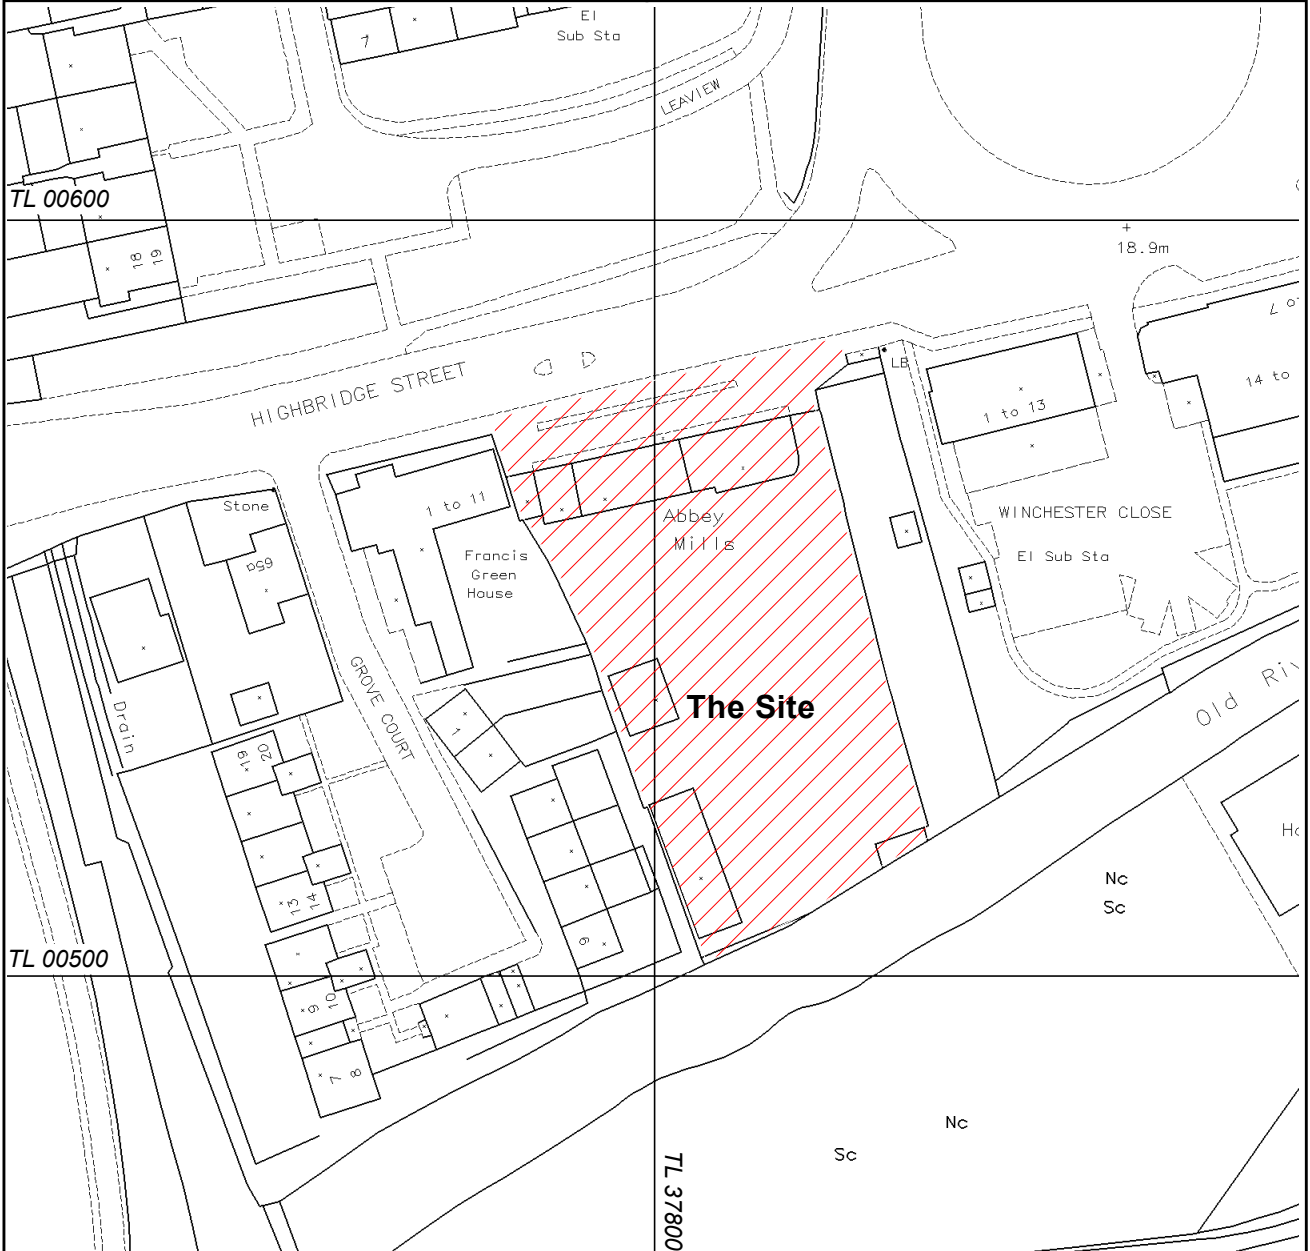 El
Sub Sta
7
LEAVIEW
TL 00600
18
19
18.9m
HIGHBRIDGE STREET
LB
1 to 13
14 to
Stone
1 to 11
Abbey
Mills
WINCHESTER CLOSE
El Sub Sta
65a
Francis
Green
House
GROVE COURT
Drain
The Site
Old Riv
1
19
20
13
14
Nc
Sc
9
TL 00500
9
10
7
8
Nc
Sc
TL 37800